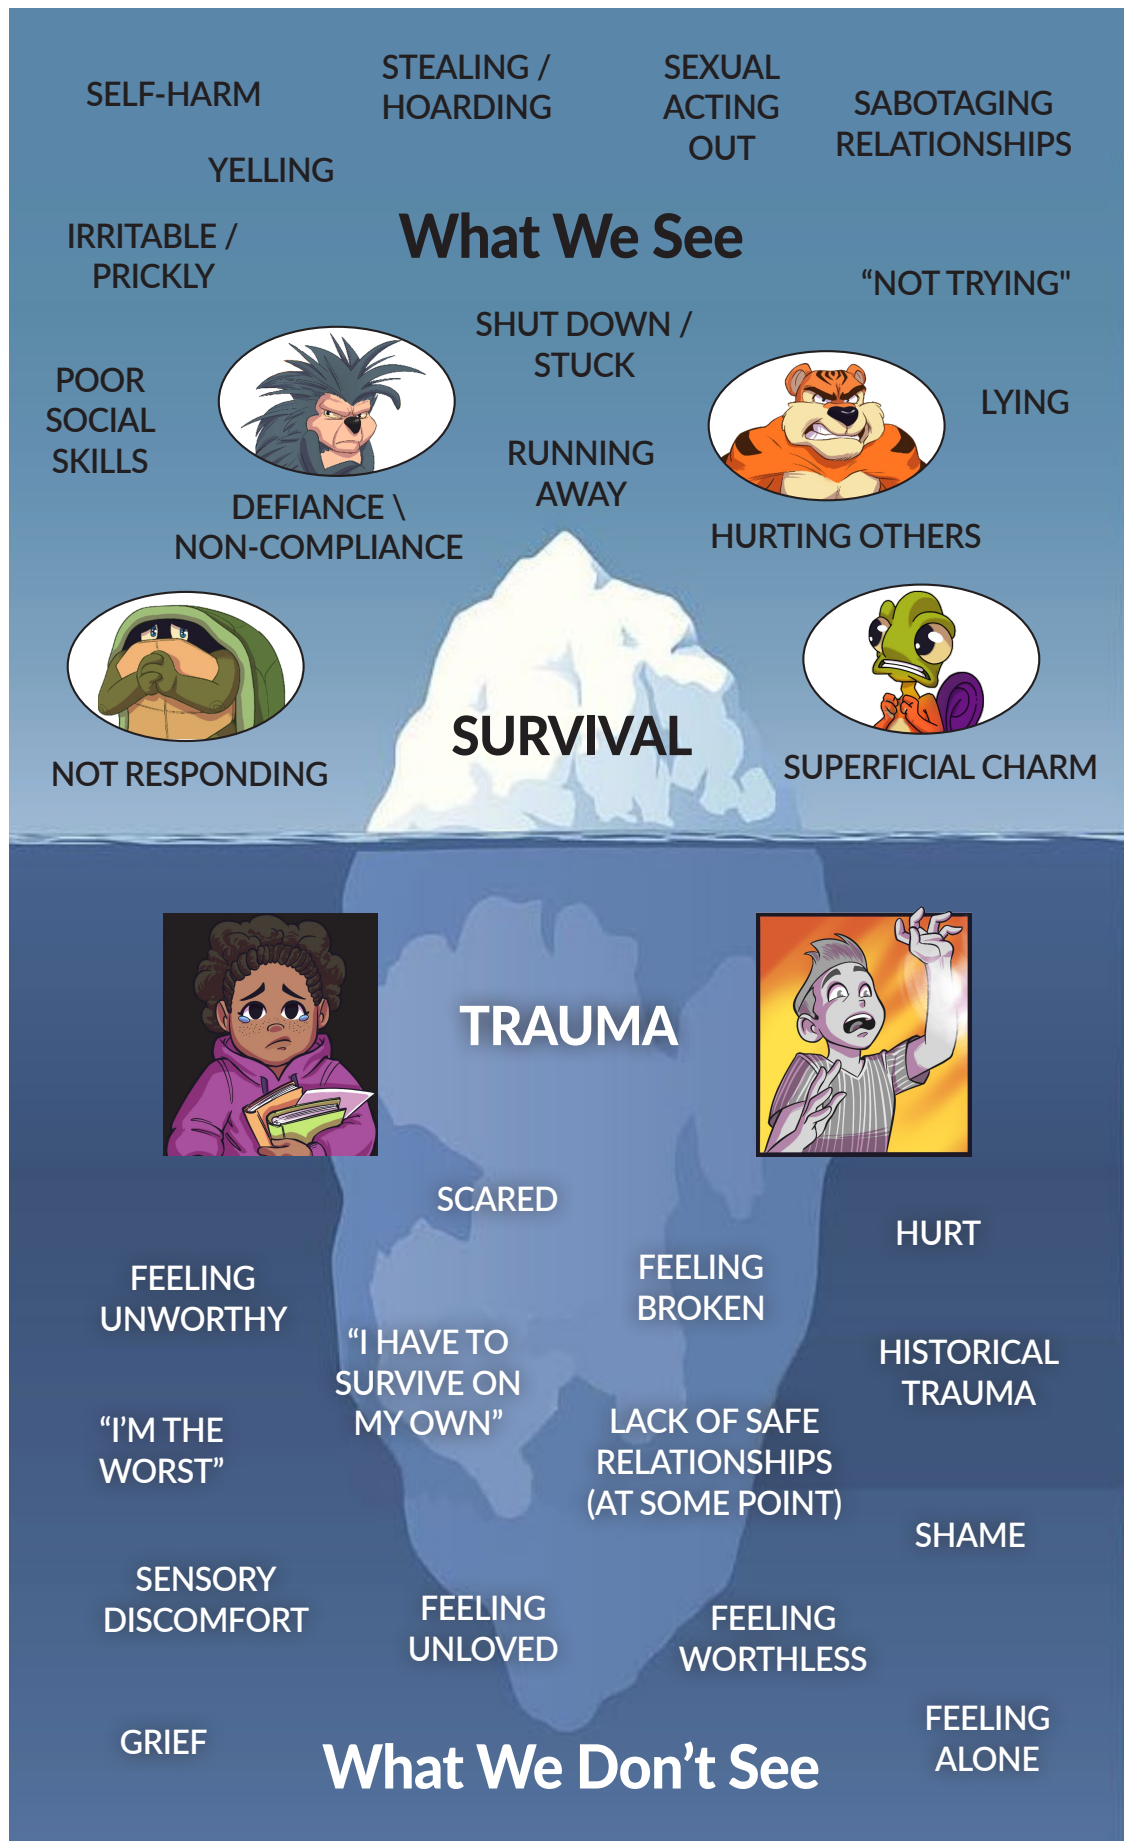 SELF-HARM
STEALING /
HOARDING
SEXUAL
ACTING
OUT
SABOTAGING
RELATIONSHIPS
YELLING
What We See
IRRITABLE /
PRICKLY
“NOT TRYING"
SHUT DOWN /
STUCK
POOR
SOCIAL
SKILLS
LYING
RUNNING
AWAY
DEFIANCE \
NON-COMPLIANCE
HURTING OTHERS
SURVIVAL
NOT RESPONDING
SUPERFICIAL CHARM
TRAUMA
SCARED
HURT
FEELING
UNWORTHY
FEELING
BROKEN
“I HAVE TO
SURVIVE ON
MY OWN”
HISTORICAL
TRAUMA
“I’M THE
WORST”
LACK OF SAFE
RELATIONSHIPS
(AT SOME POINT)
SHAME
SENSORY
DISCOMFORT
FEELING
UNLOVED
FEELING
WORTHLESS
GRIEF
FEELING
ALONE
What We Don’t See